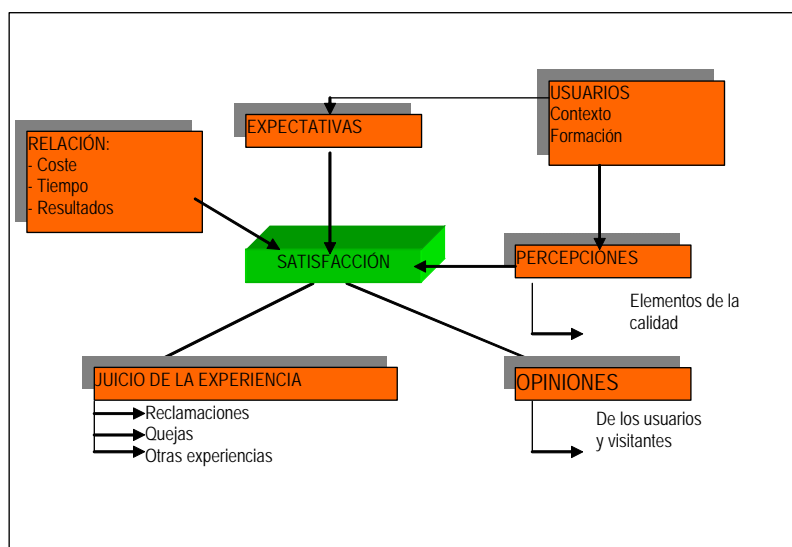 USUARIOS
Contexto
Formación
EXPECTATIVAS
RELACIÓN:
- Coste
- Tiempo
- Resultados
SATISFACCIÓN
PERCEPCIONES
Elementos de la
calidad
JUICIO DE LA EXPERIENCIA
Reclamaciones
Quejas
Otras experiencias
OPINIONES
De los usuarios
y visitantes